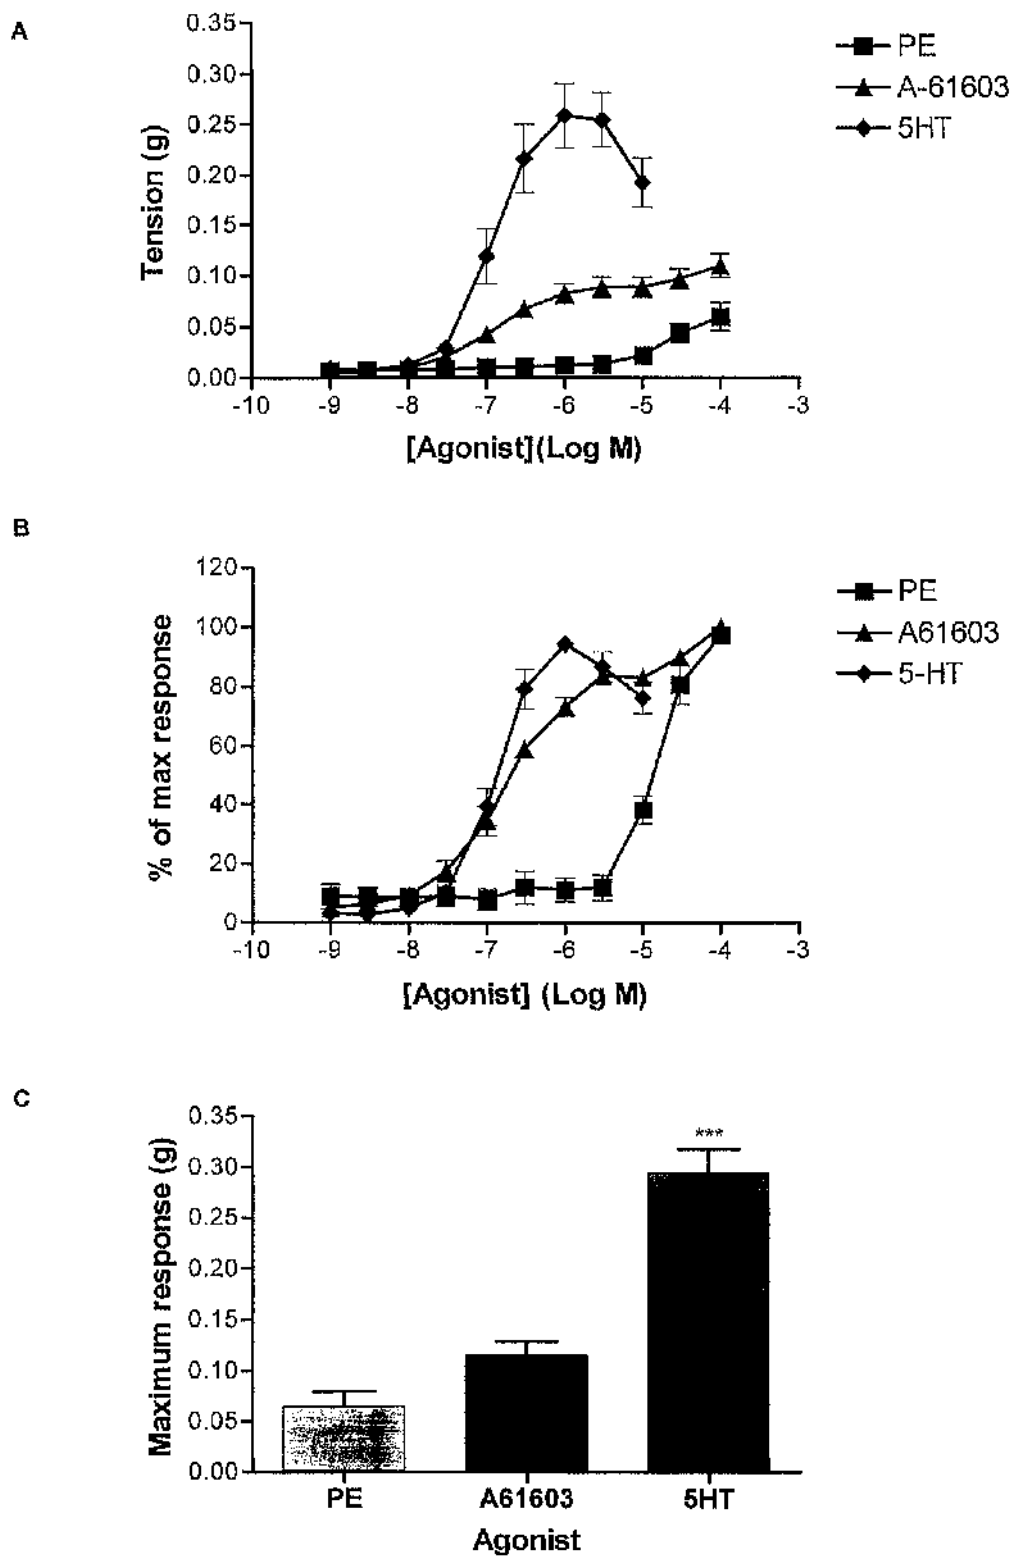 A
0.35
0.30
0.25
0.20
0.15
0.10
0.05
0.00
Tension (g)
-10 -9 -8 -7 -6 -5 -4 -3
[Agonist](Log M)
PE
A-61603
5HT
B
120
100
80
60
40
20
0
% of max response
-10 -9 -8 -7 -6 -5 -4 -3
[Agonist] (Log M)
PE
A61603
5-HT
C
0.35
0.30
0.25
0.20
0.15
0.10
0.05
0.00
Maximum response (g)
***
PE A61603 5HT
Agonist